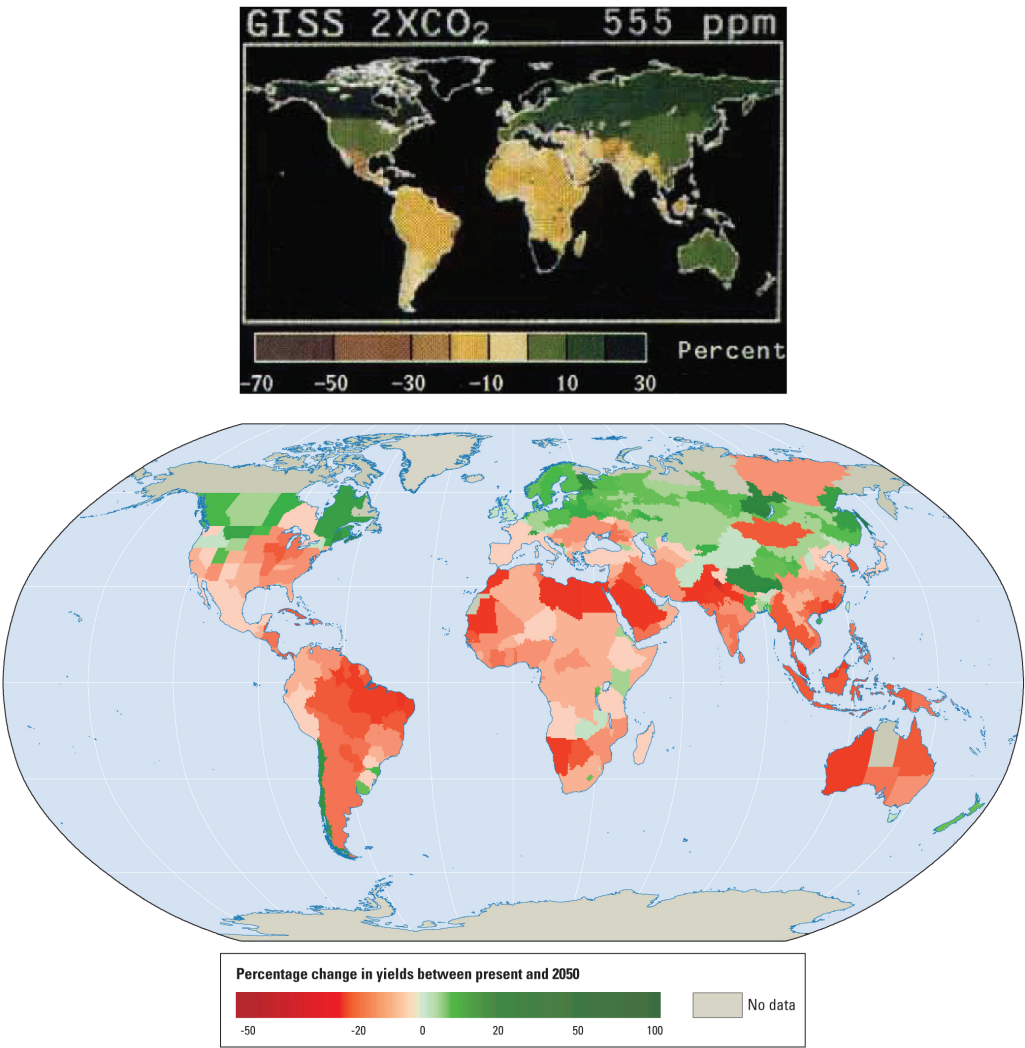 GISS 2XCO₂ 555 ppm
Percent
-70 -50 -30 -10 10 30
Percentage change in yields between present and 2050
No data
-50 -20 0 20 50 100